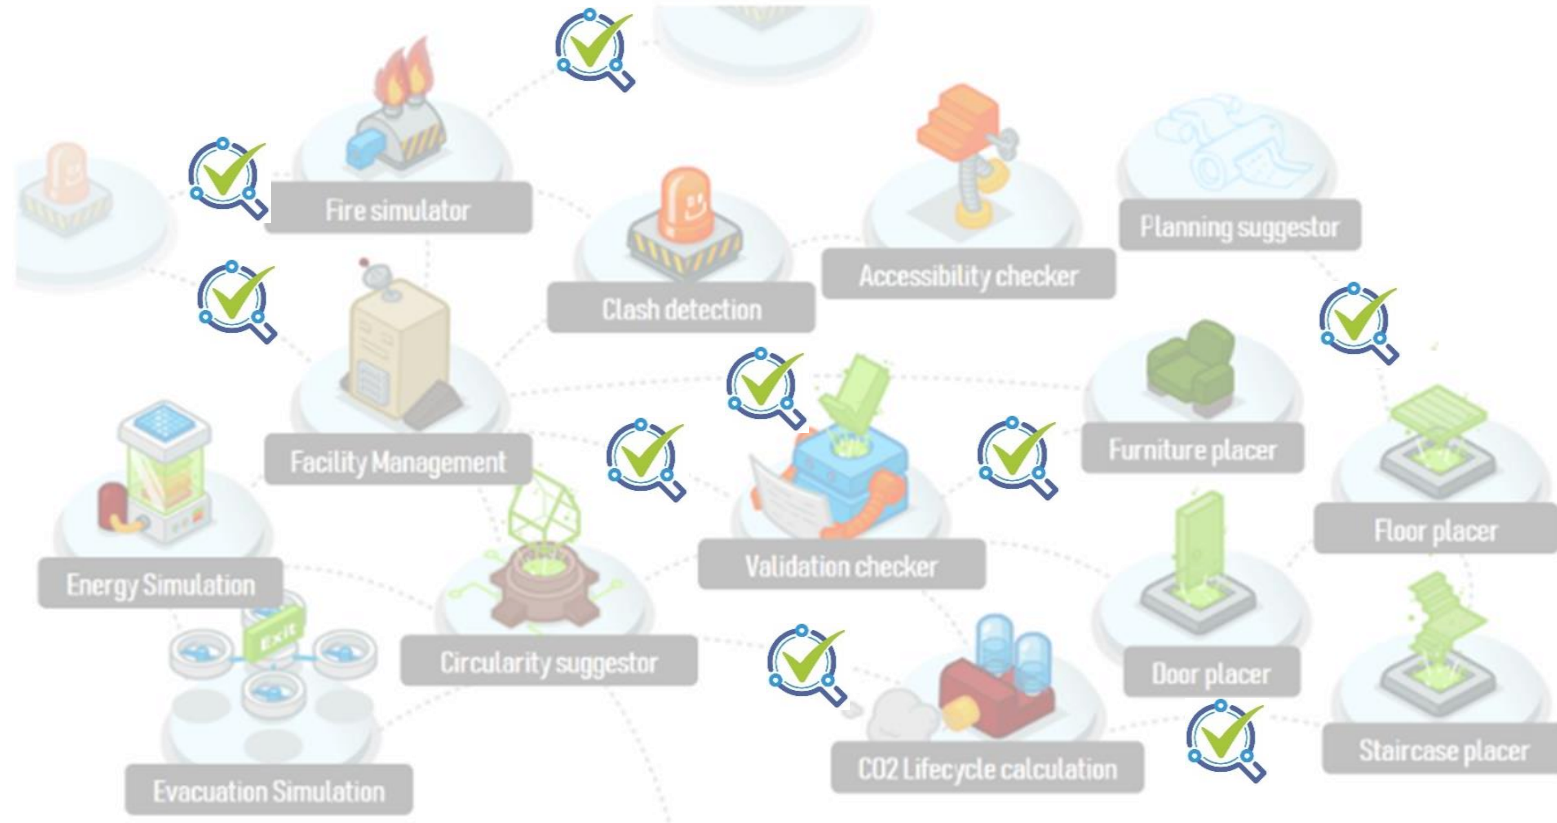 Fire simulator
Planning suggestor
Accessibility checker
Clash detection
Furniture placer
Facility Management
Floor placer
Validation checker
Energy Simulation
Exit
Circularity suggestor
Door placer
Staircase placer
CO2 Lifecycle calculation
Evacuation Simulation